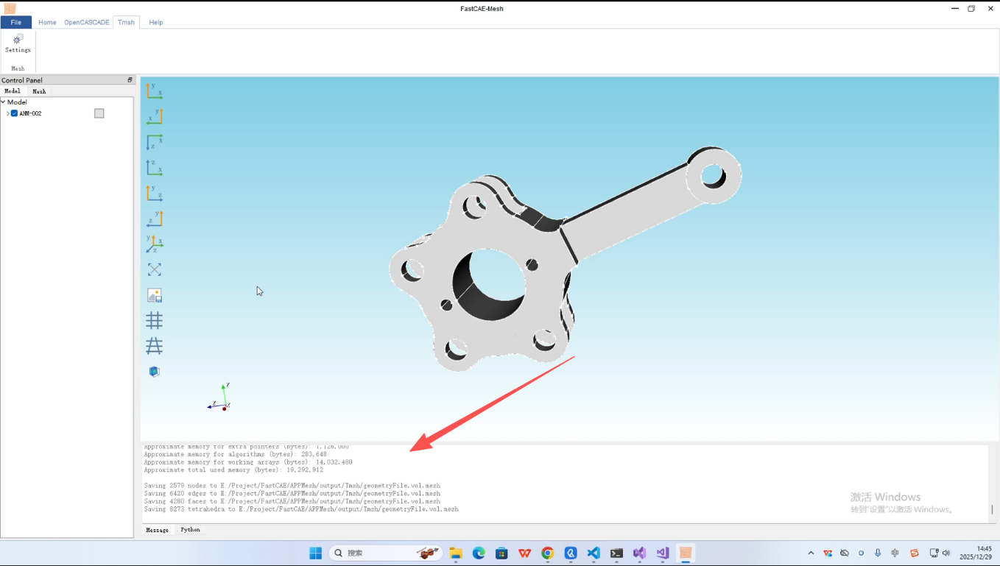 FastCAE-Mesh
File Home OpenCASCADE Tmsh Help
Settings
Mesh
Control Panel
Model Mesh
Model
AHM-002
y x
x y
x z
z x
y z
z y
y x z
y z x
Approximate memory for extra pointers (bytes): 1,126,000
Approximate memory for algorithms (bytes): 283,648
Approximate memory for working arrays (bytes): 14,032,480
Approximate total used memory (bytes): 19,292,912
Saving 2579 nodes to E:/Project/FastCAE/APPMesh/output/Tmsh/geometryFile.vol.mesh
Saving 6420 edges to E:/Project/FastCAE/APPMesh/output/Tmsh/geometryFile.vol.mesh
Saving 4280 faces to E:/Project/FastCAE/APPMesh/output/Tmsh/geometryFile.vol.mesh
Saving 8273 tetrahedra to E:/Project/FastCAE/APPMesh/output/Tmsh/geometryFile.vol.mesh
激活 Windows
转到"设置"以激活 Windows。
Message Python
搜索
中
14:45
2025/12/29